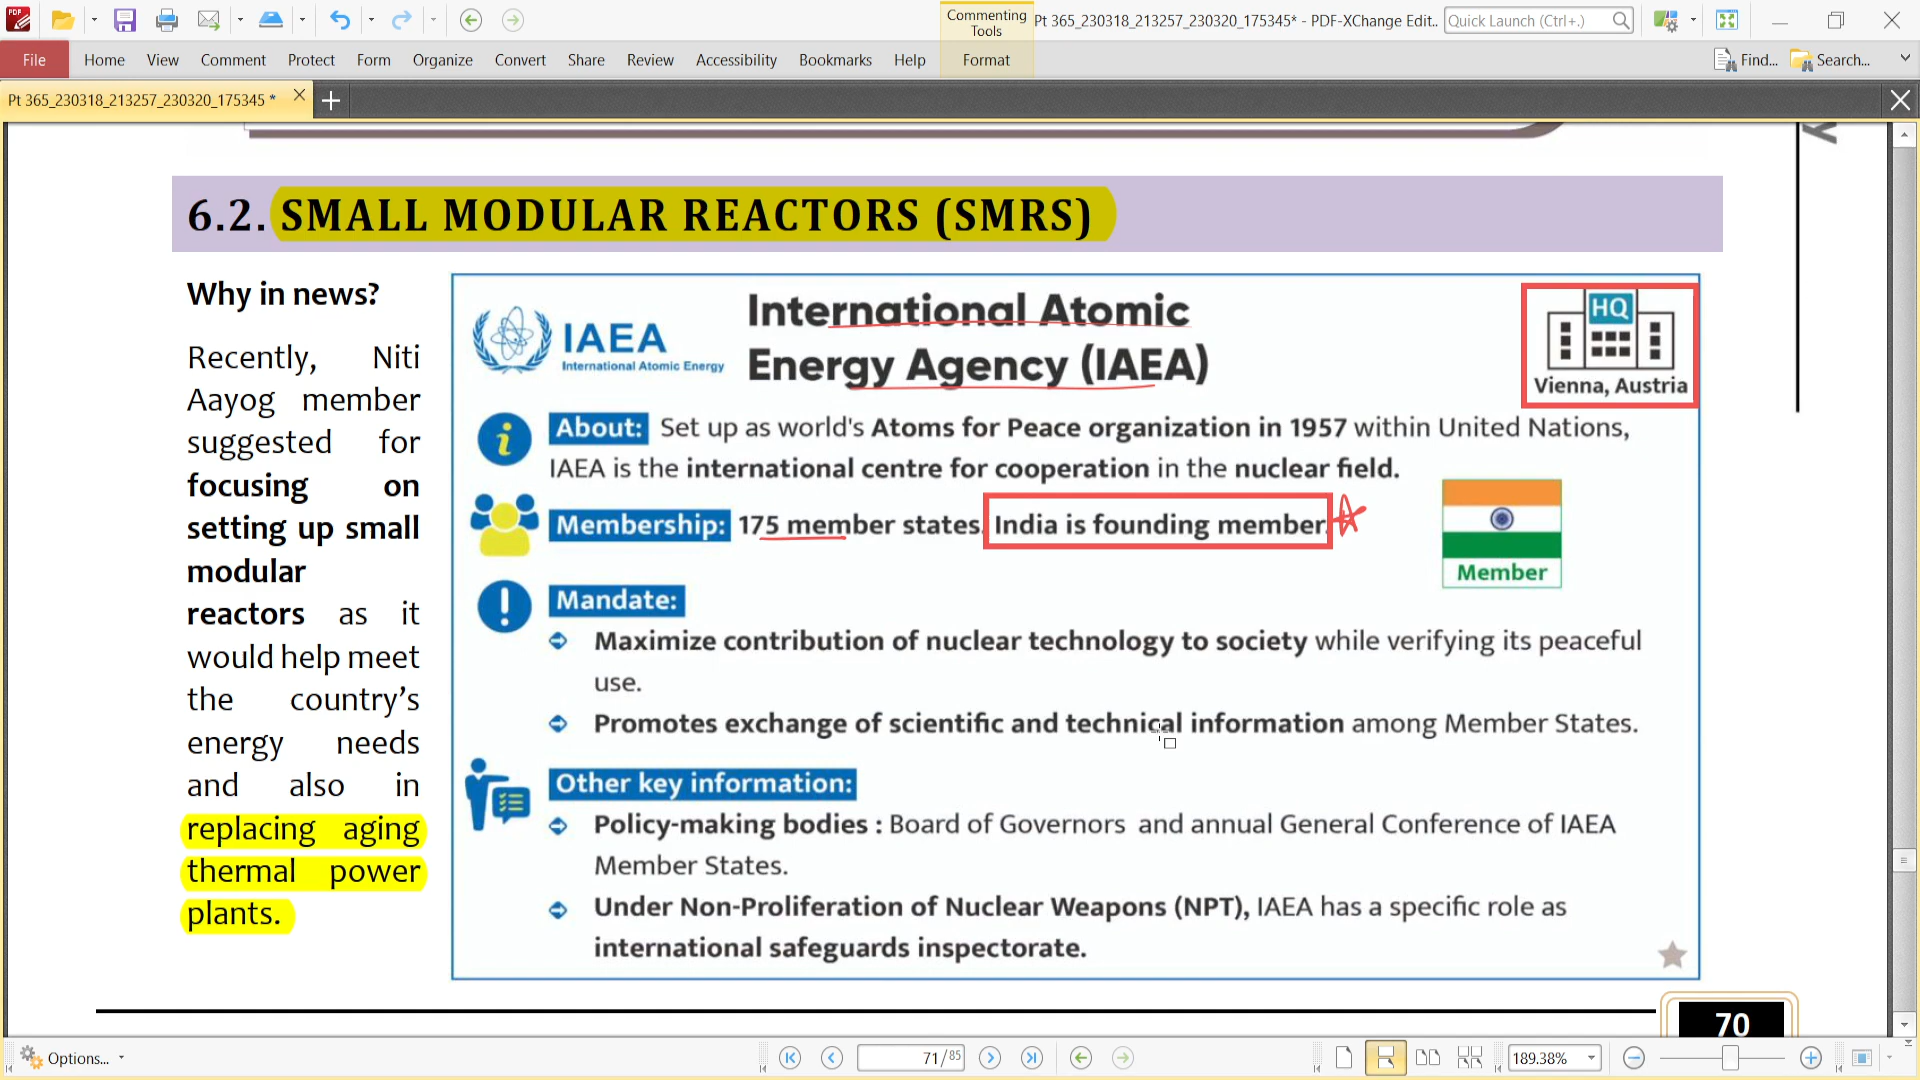 Commenting Tools
Pt 365_230318_213257_230320_175345* - PDF-XChange Edit..
Quick Launch (Ctrl+.)
File Home View Comment Protect Form Organize Convert Share Review Accessibility Bookmarks Help Format Find... Search...
Pt 365_230318_213257_230320_175345 *
6.2. SMALL MODULAR REACTORS (SMRS)
Why in news?
Recently, Niti
Aayog member
suggested for
focusing on
setting up small
modular
reactors as it
would help meet
the country's
energy needs
and also in
replacing aging
thermal power
plants.
IAEA
International Atomic Energy
International Atomic
Energy Agency (IAEA)
HQ
Vienna, Austria
About: Set up as world's Atoms for Peace organization in 1957 within United Nations,
IAEA is the international centre for cooperation in the nuclear field.
Membership: 175 member states. India is founding member.
Member
Mandate:
Maximize contribution of nuclear technology to society while verifying its peaceful
use.
Promotes exchange of scientific and technical information among Member States.
Other key information:
Policy-making bodies : Board of Governors and annual General Conference of IAEA
Member States.
Under Non-Proliferation of Nuclear Weapons (NPT), IAEA has a specific role as
international safeguards inspectorate.
70
Options...
71/85
189.38%